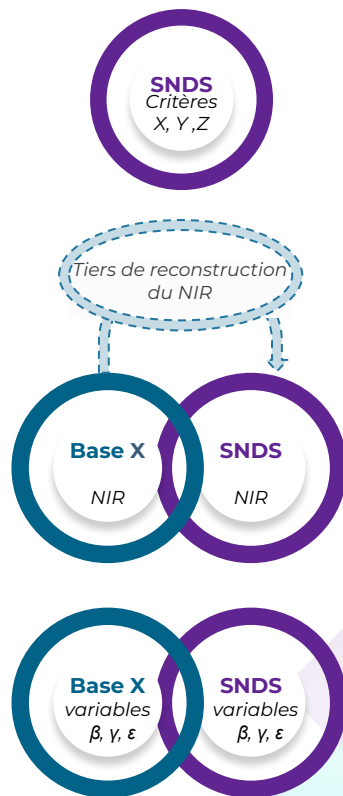 SNDS
Critères
X, Y ,Z
Tiers de reconstruction
du NIR
Base X
NIR
SNDS
NIR
Base X
variables
β, γ, ε
SNDS
variables
β, γ, ε